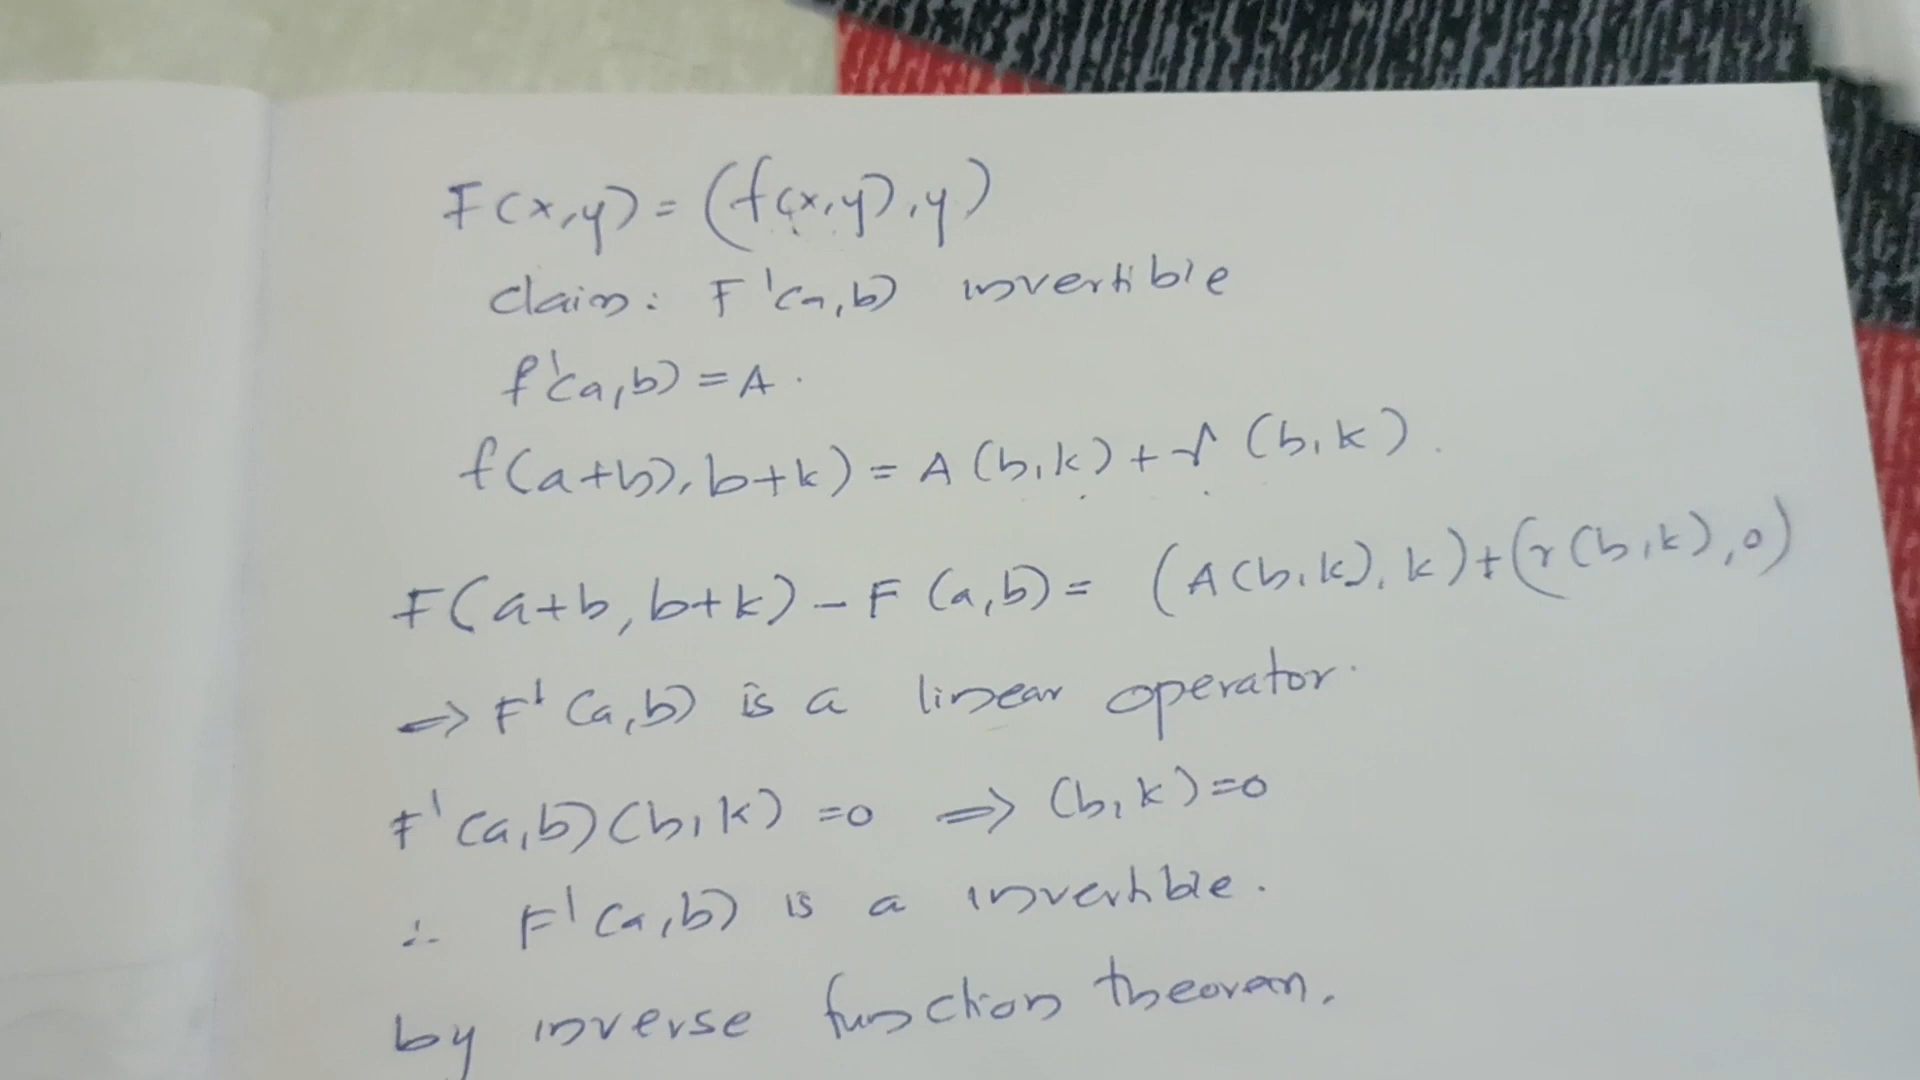 F(x,y) = (f(x,y),y)
claim: F'(a,b) invertible
f'(a,b) = A.
f(a+h), b+k) = A(h,k) + r(h,k).
F(a+h, b+k) - F(a,b) = (A(h,k), k) + (r(h,k), 0)
⇒ F'(a,b) is a linear operator.
F'(a,b)(h,k) = 0 ⇒ (h,k) = 0
∴ F'(a,b) is a invertible.
by inverse function theorem.